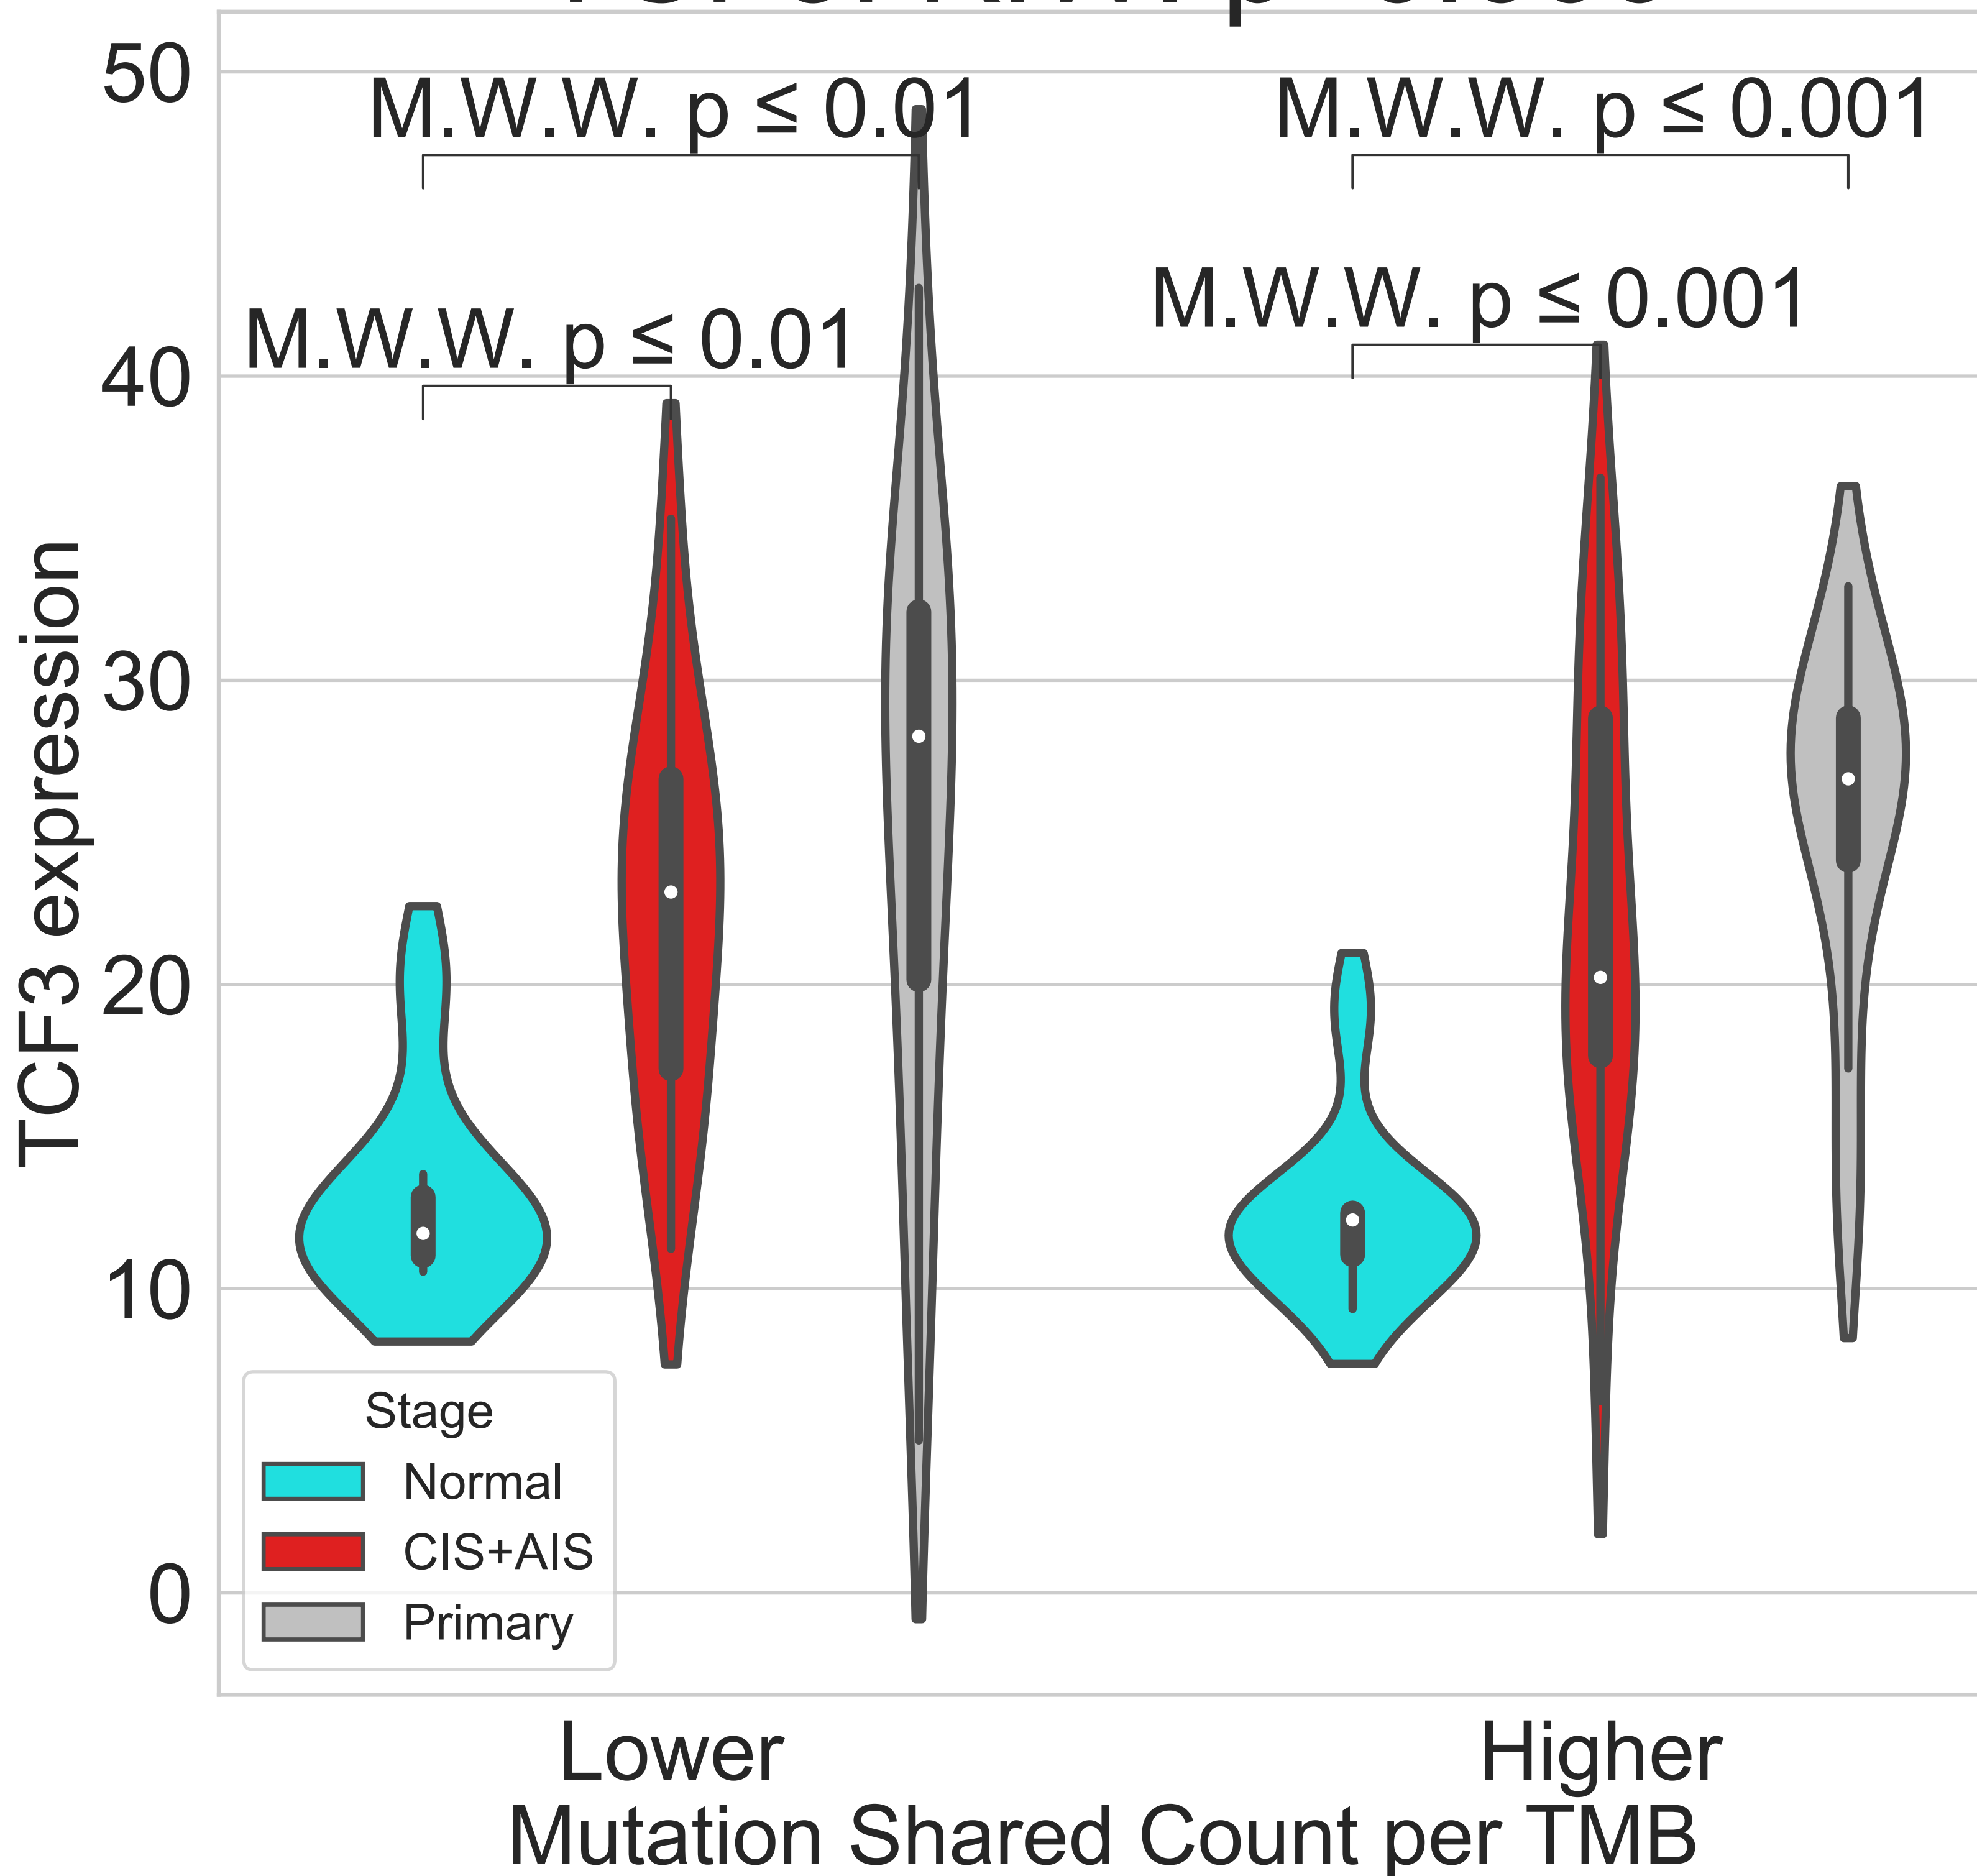 50
M.W.W. p ≤ 0.01
M.W.W. p ≤ 0.001
M.W.W. p ≤ 0.01
M.W.W. p ≤ 0.001
40
30
20
10
0
TCF3 expression
Stage
Normal
CIS+AIS
Primary
Lower
Higher
Mutation Shared Count per TMB